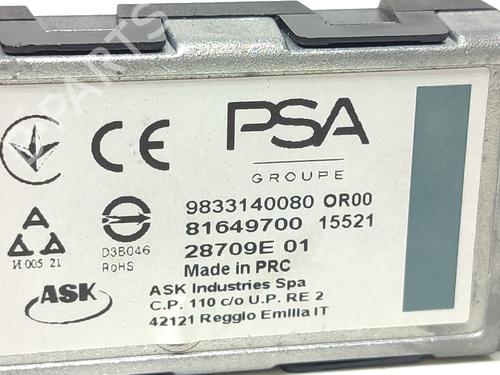 PARTS
CE
PSA
GROUPE
9833140080 OR00
81649700 15521
28709E 01
Made in PRC
ASK Industries Spa
C.P. 110 c/o U.P. RE 2
42121 Reggio Emilia IT
D3B046
RoHS
A
И 005 21
ASK